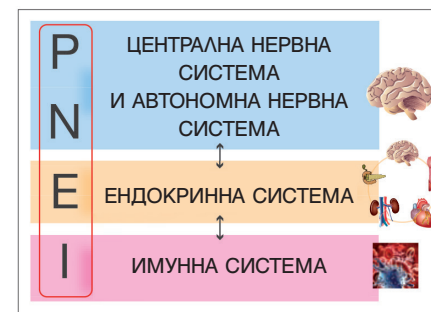 P
ЦЕНТРАЛНА НЕРВНА
СИСТЕМА
N
И АВТОНОМНА НЕРВНА
СИСТЕМА
E
ЕНДОКРИННА СИСТЕМА
I
ИМУННА СИСТЕМА